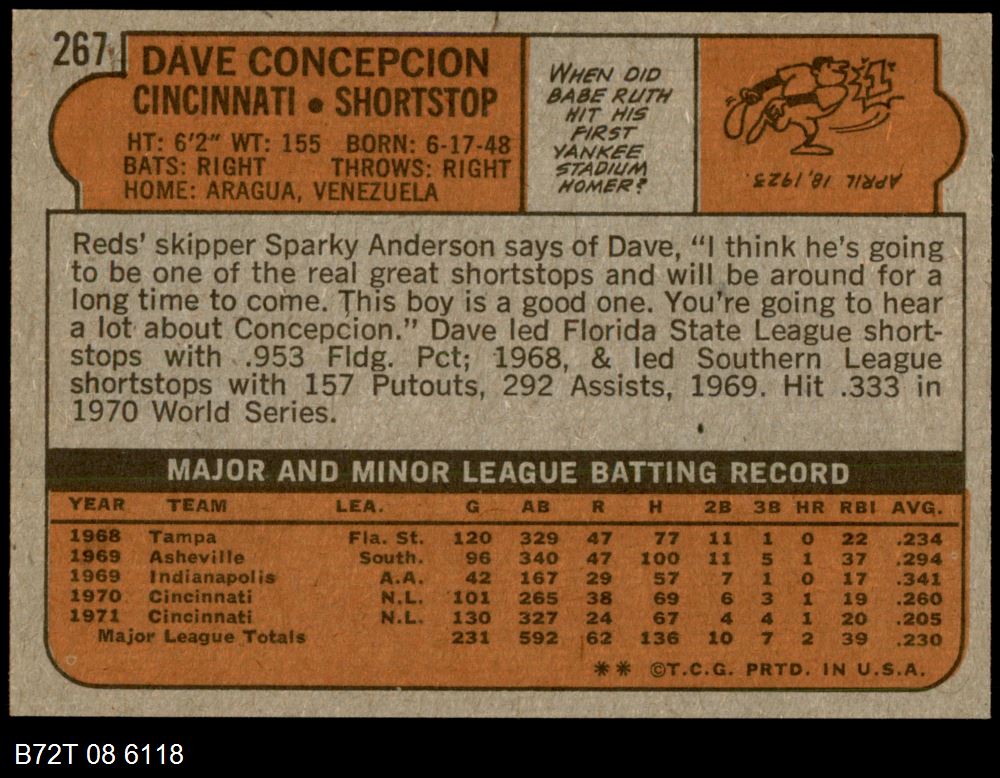 267
DAVE CONCEPCION
CINCINNATI • SHORTSTOP
HT: 6'2" WT: 155 BORN: 6-17-48
BATS: RIGHT THROWS: RIGHT
HOME: ARAGUA, VENEZUELA
WHEN DID
BABE RUTH
HIT HIS
FIRST
YANKEE
STADIUM
HOMER?
1
APRIL 18, 1923.
Reds' skipper Sparky Anderson says of Dave, "I think he's going
to be one of the real great shortstops and will be around for a
long time to come. This boy is a good one. You're going to hear
a lot about Concepcion." Dave led Florida State League short-
stops with .953 Fldg. Pct; 1968, & led Southern League
shortstops with 157 Putouts, 292 Assists, 1969. Hit .333 in
1970 World Series.
MAJOR AND MINOR LEAGUE BATTING RECORD
YEAR TEAM LEA. G AB R H 2B 3B HR RBI AVG.
1968 Tampa Fla. St. 120 329 47 77 11 1 0 22 .234
1969 Asheville South. 96 340 47 100 11 5 1 37 .294
1969 Indianapolis A.A. 42 167 29 57 7 1 0 17 .341
1970 Cincinnati N.L. 101 265 38 69 6 3 1 19 .260
1971 Cincinnati N.L. 130 327 24 67 4 4 1 20 .205
Major League Totals 231 592 62 136 10 7 2 39 .230
** ©T.C.G. PRTD. IN U.S.A.
B72T 08 6118